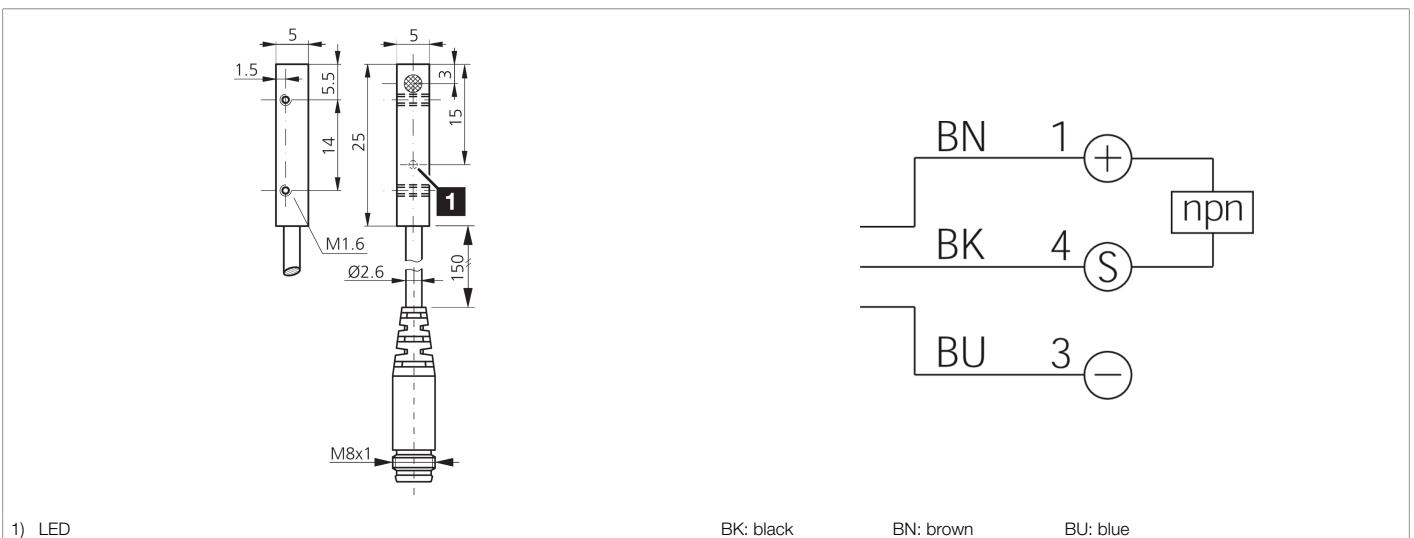 5
5
1.5
5.5
3
14
25
15
1
M1.6
Ø2.6
150
M8x1
BN 1 +
npn
BK 4 S
BU 3 −
1) LED
BK: black BN: brown BU: blue